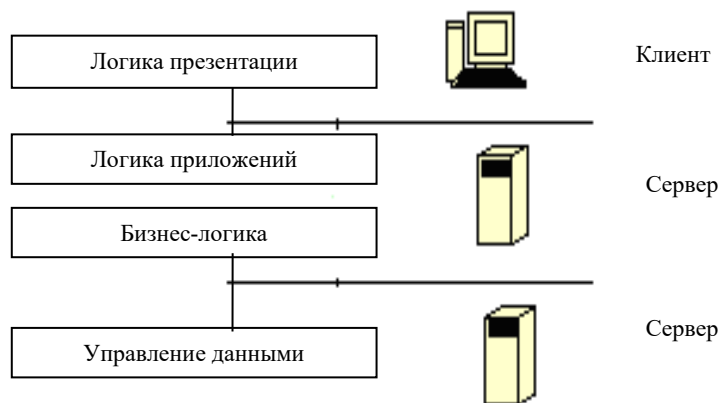 Логика презентации
Клиент
Логика приложений
Сервер
Бизнес-логика
Управление данными
Сервер